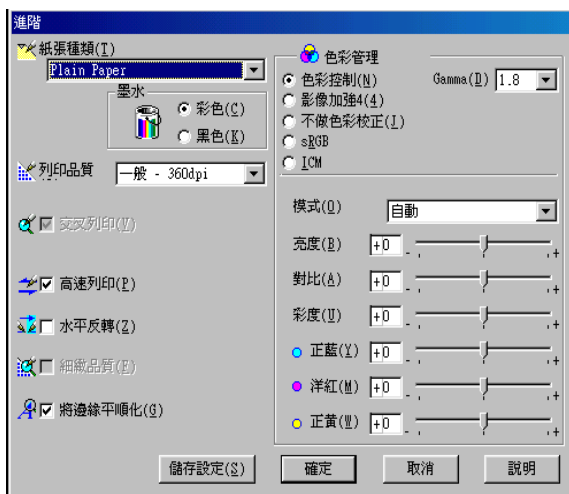 進階
紙張種類(T)
Plain Paper
墨水
彩色(C)
黑色(K)
列印品質
一般 - 360dpi
交叉列印(V)
高速列印(P)
水平反轉(Z)
細緻品質(F)
將邊緣平順化(G)
色彩管理
色彩控制(N)
Gamma(D) 1.8
影像加強4(4)
不做色彩校正(I)
sRGB
ICM
模式(O) 自動
亮度(B) +0 - +
對比(A) +0 - +
彩度(U) +0 - +
正藍(Y) +0 - +
洋紅(M) +0 - +
正黃(W) +0 - +
儲存設定(S) 確定 取消 說明